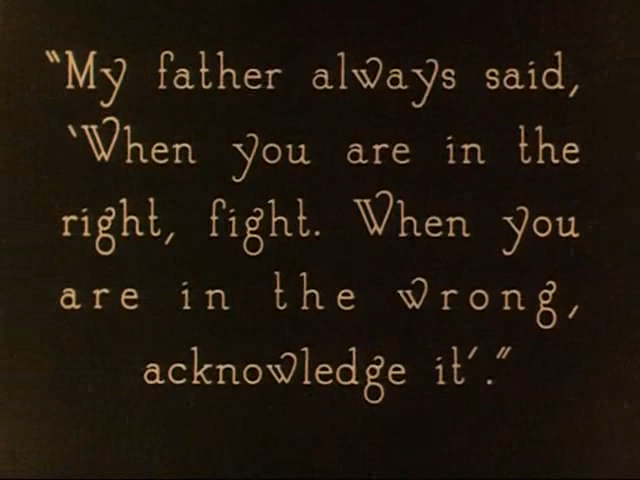 "My father always said,
'When you are in the
right, fight. When you
are in the wrong,
acknowledge it'."